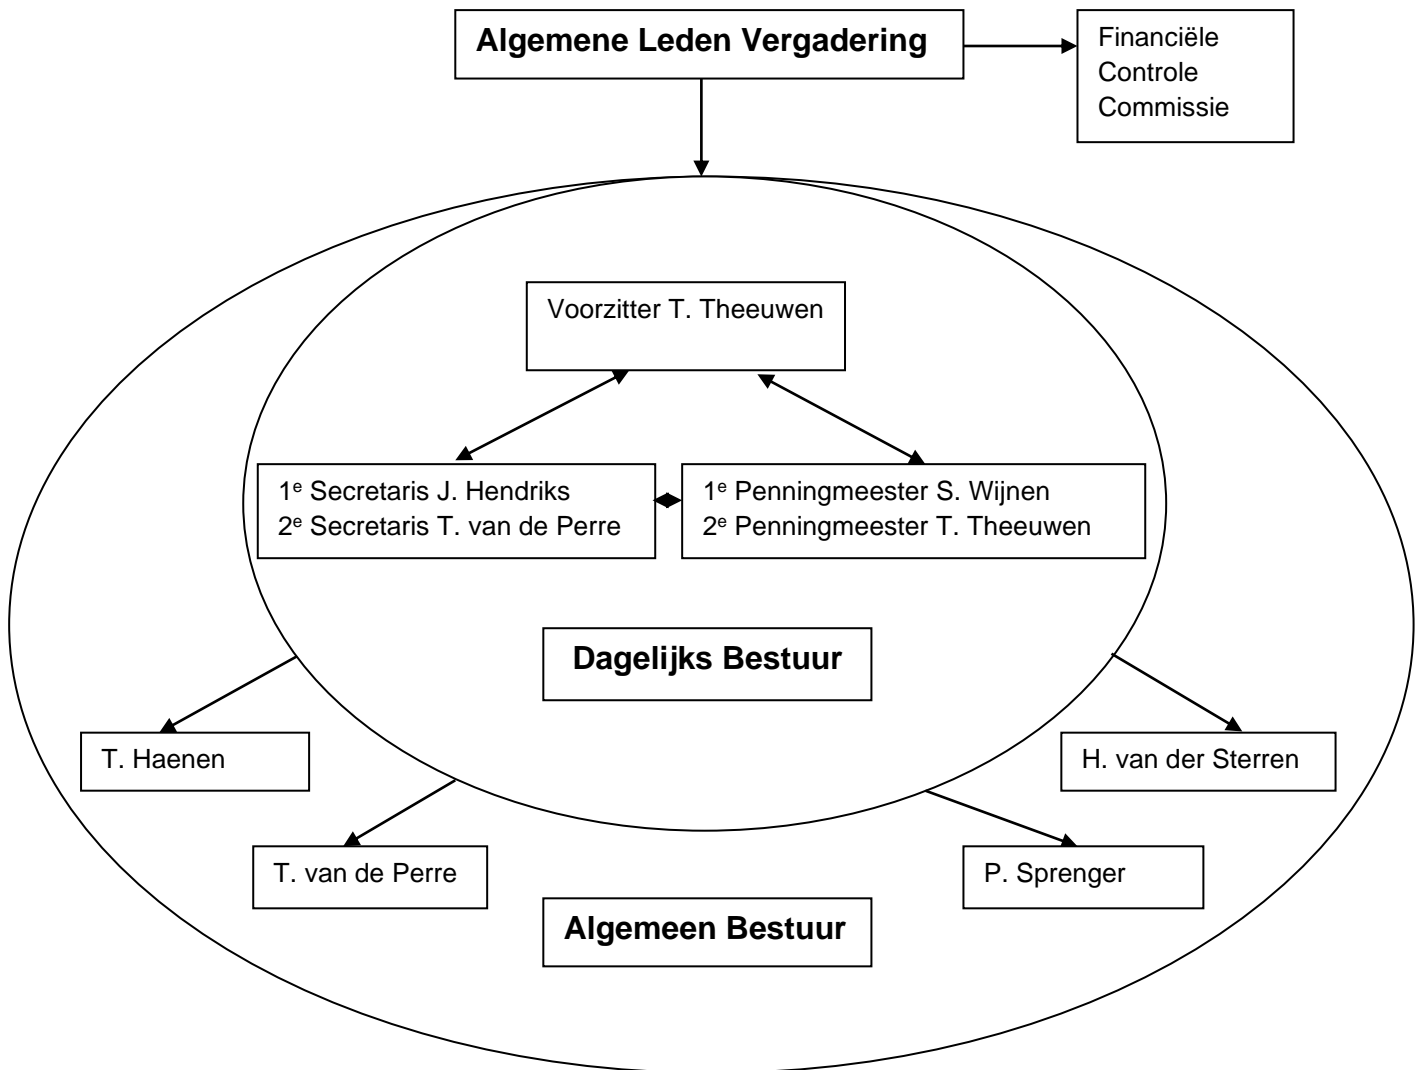 Algemene Leden Vergadering
Financiële
Controle
Commissie
Voorzitter T. Theeuwen
1e Secretaris J. Hendriks
2e Secretaris T. van de Perre
1e Penningmeester S. Wijnen
2e Penningmeester T. Theeuwen
Dagelijks Bestuur
T. Haenen
H. van der Sterren
T. van de Perre
P. Sprenger
Algemeen Bestuur